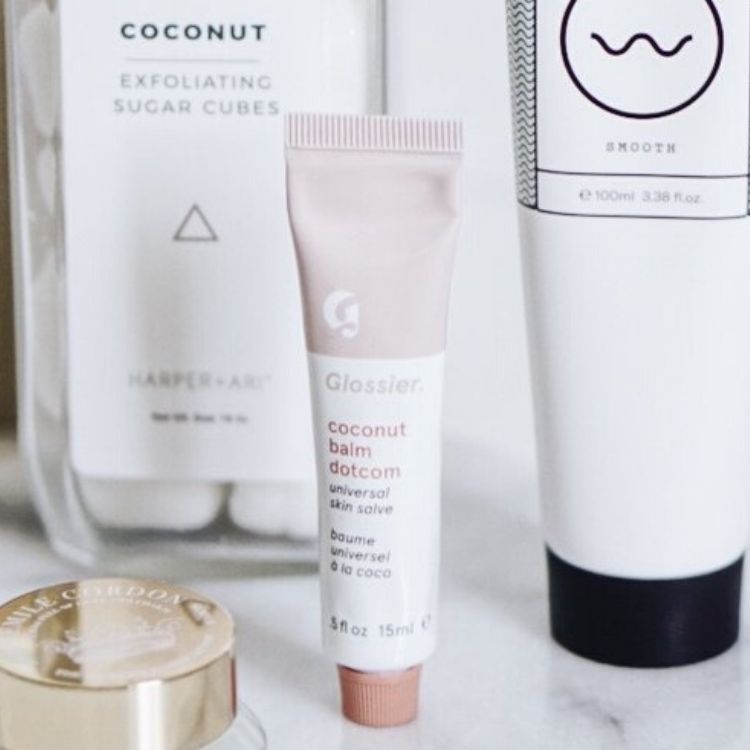 COCONUT
EXFOLIATING
SUGAR CUBES
HARPER+ARI
SMOOTH
℮ 100ml 3.38 fl.oz.
G
Glossier.
coconut
balm
dotcom
universal
skin salve
baume
universel
à la coco
.5 fl oz 15ml ℮
GORDON